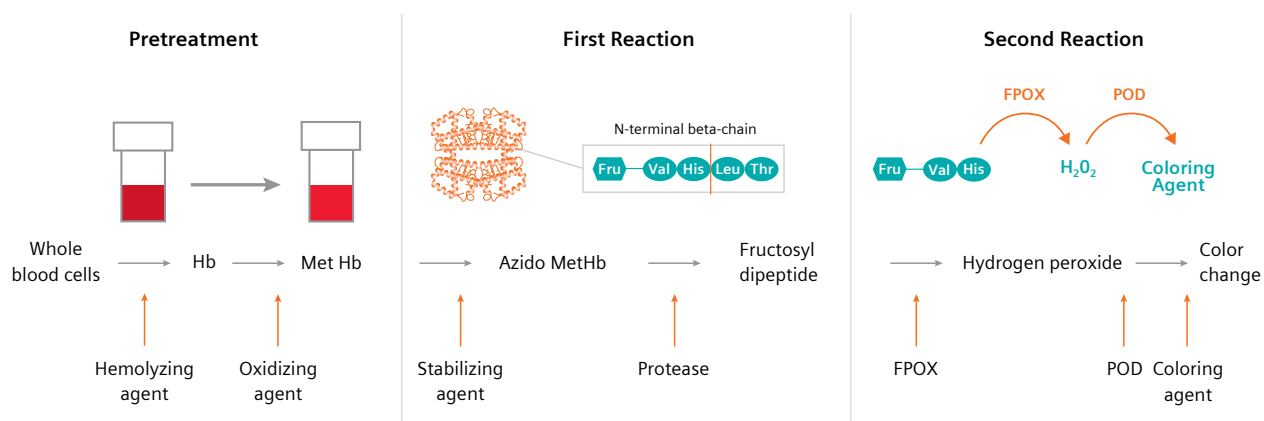 Pretreatment
Whole
blood cells
Hb
Met Hb
Hemolyzing
agent
Oxidizing
agent
First Reaction
N-terminal beta-chain
Fru Val His Leu Thr
Azido MetHb
Fructosyl
dipeptide
Stabilizing
agent
Protease
Second Reaction
FPOX
POD
Fru Val His
H₂0₂
Coloring
Agent
Hydrogen peroxide
Color
change
FPOX
POD
Coloring
agent